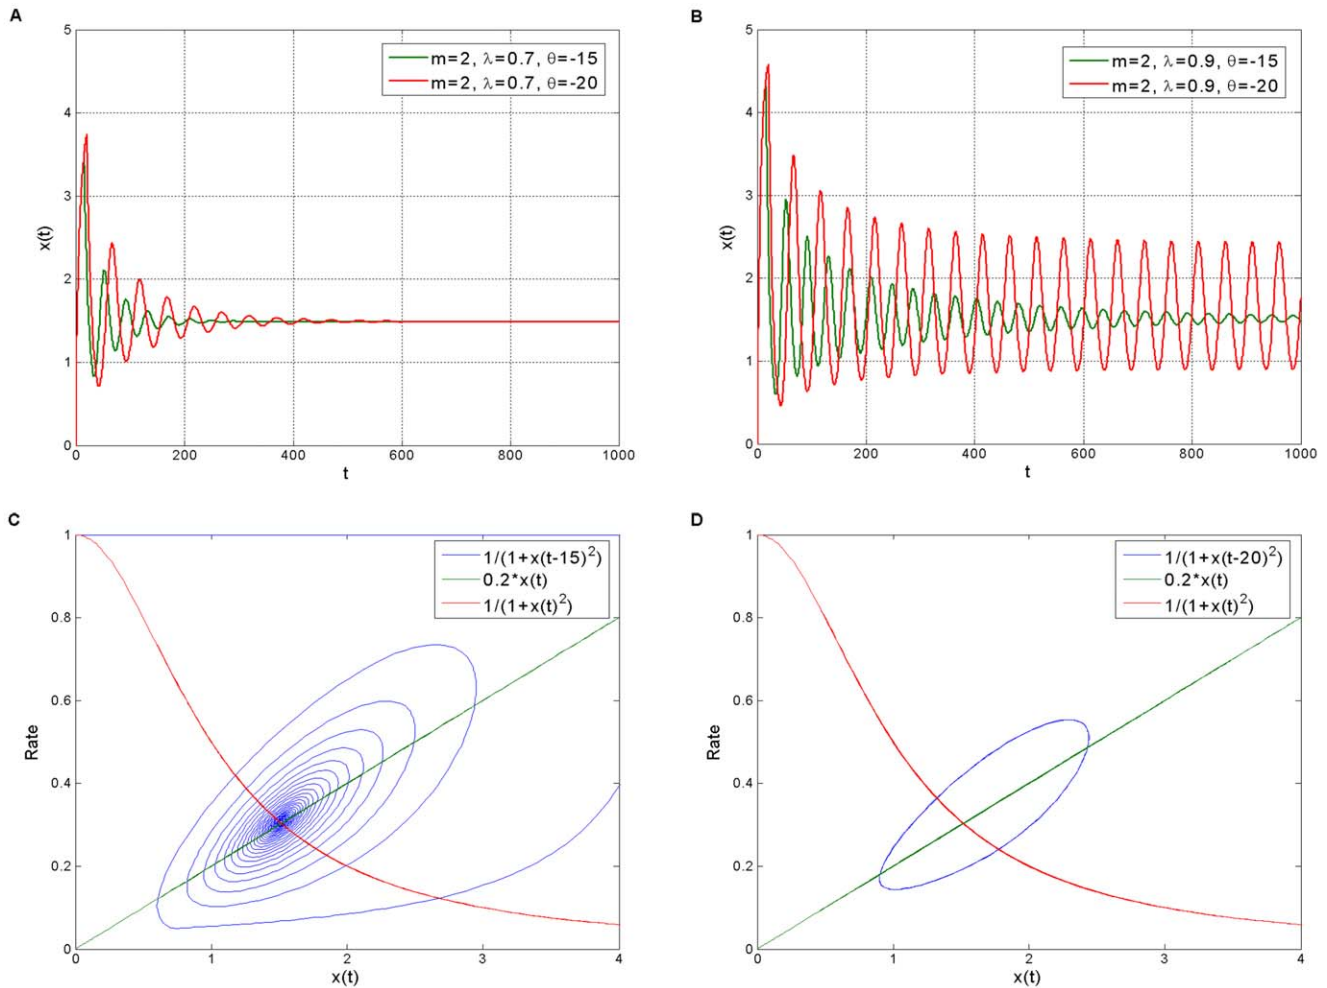 A
x(t)
5
4
3
2
1
0
0 200 400 600 800 1000
t
m=2, λ=0.7, θ=-15
m=2, λ=0.7, θ=-20
B
x(t)
5
4
3
2
1
0
0 200 400 600 800 1000
t
m=2, λ=0.9, θ=-15
m=2, λ=0.9, θ=-20
C
Rate
1
0.8
0.6
0.4
0.2
0
0 1 2 3 4
x(t)
1/(1+x(t-15)²)
0.2*x(t)
1/(1+x(t)²)
D
Rate
1
0.8
0.6
0.4
0.2
0
0 1 2 3 4
x(t)
1/(1+x(t-20)²)
0.2*x(t)
1/(1+x(t)²)